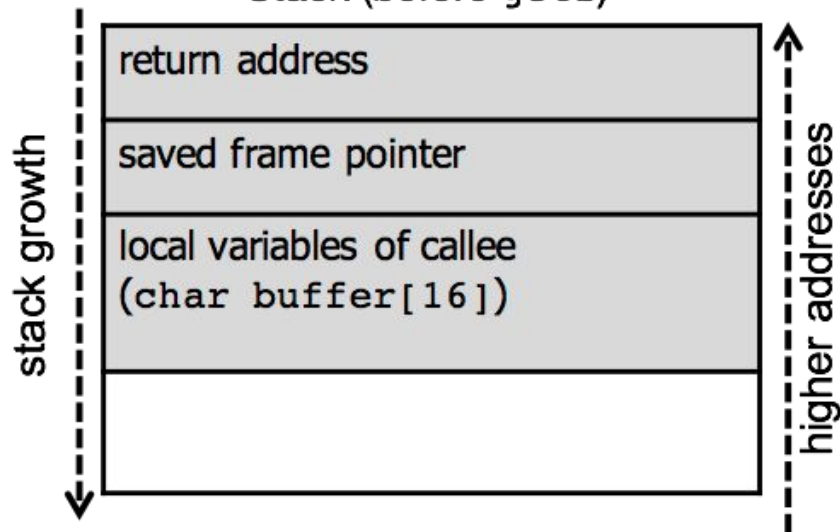 return address
saved frame pointer
local variables of callee
(char buffer[16])
stack growth
higher addresses